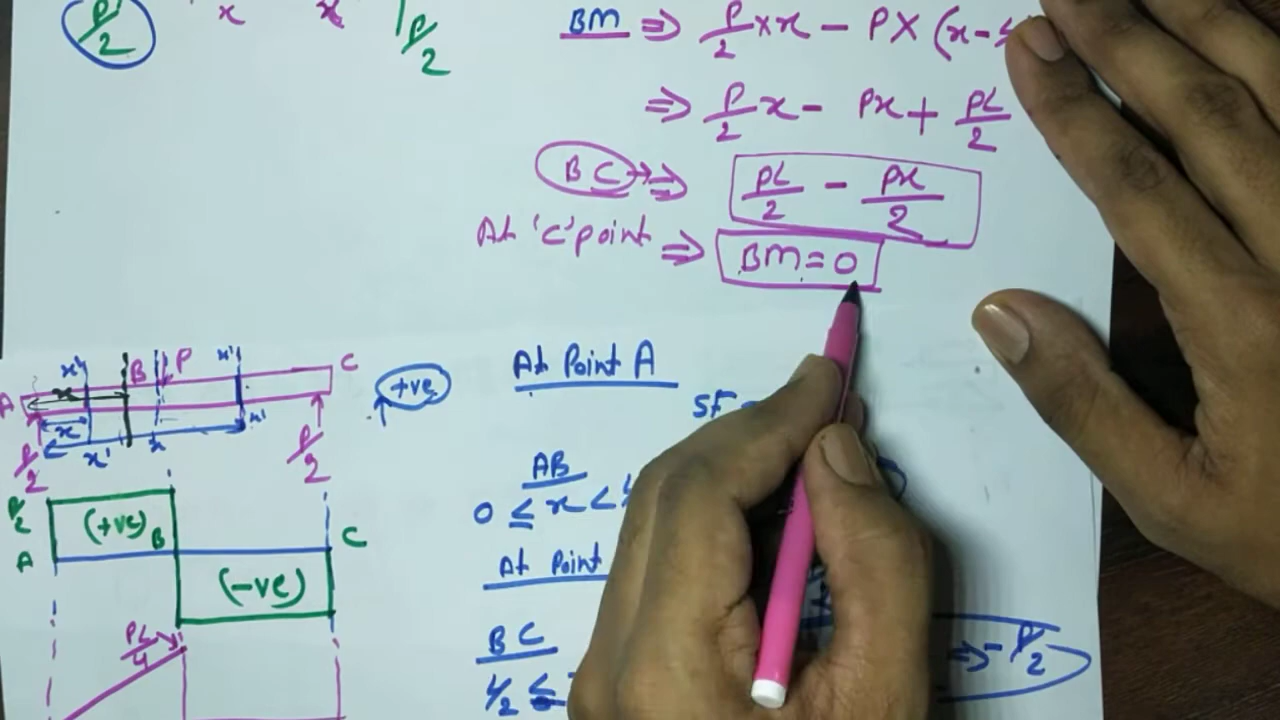 P/2 x x P/2
BM ⇒ P/2 × x − P × (x −
⇒ P/2 x − Px + PL/2
BC ⇒ PL/2 − Px/2
At 'C' point ⇒ BM = 0
x' B P x' C
A x
x x'
P/2 x' x P/2
+ve
At Point A
SF
AB
0 ≤ x <
At Point
BC
L/2 ≤
⇒ - P/2
P/2 (+ve) B C
A
(-ve)
PL/4